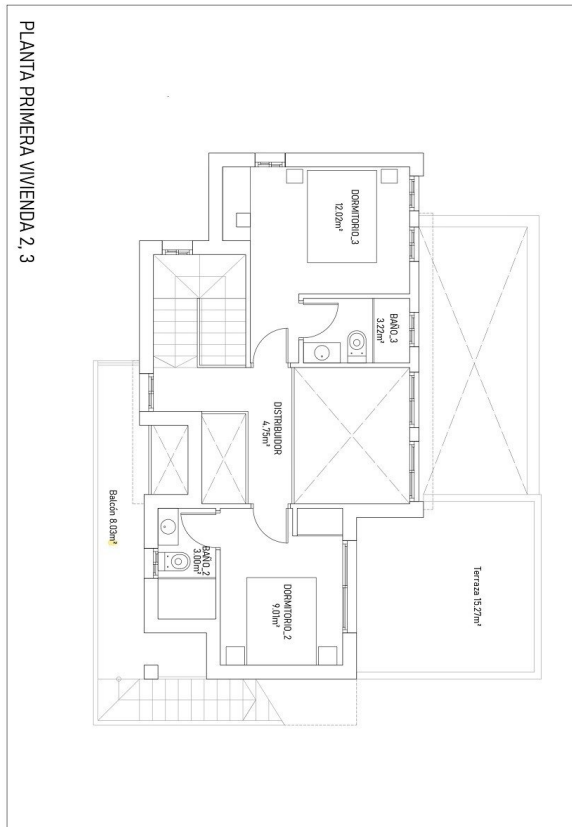 PLANTA PRIMERA VIVIENDA 2, 3
DORMITORIO_3
12.02m²
BAÑO_3
3.22m²
DISTRIBUIDOR
4.75m²
BAÑO_2
3.00m²
DORMITORIO_2
9.01m²
Balcón 8.03m²
Terraza 15.27m²